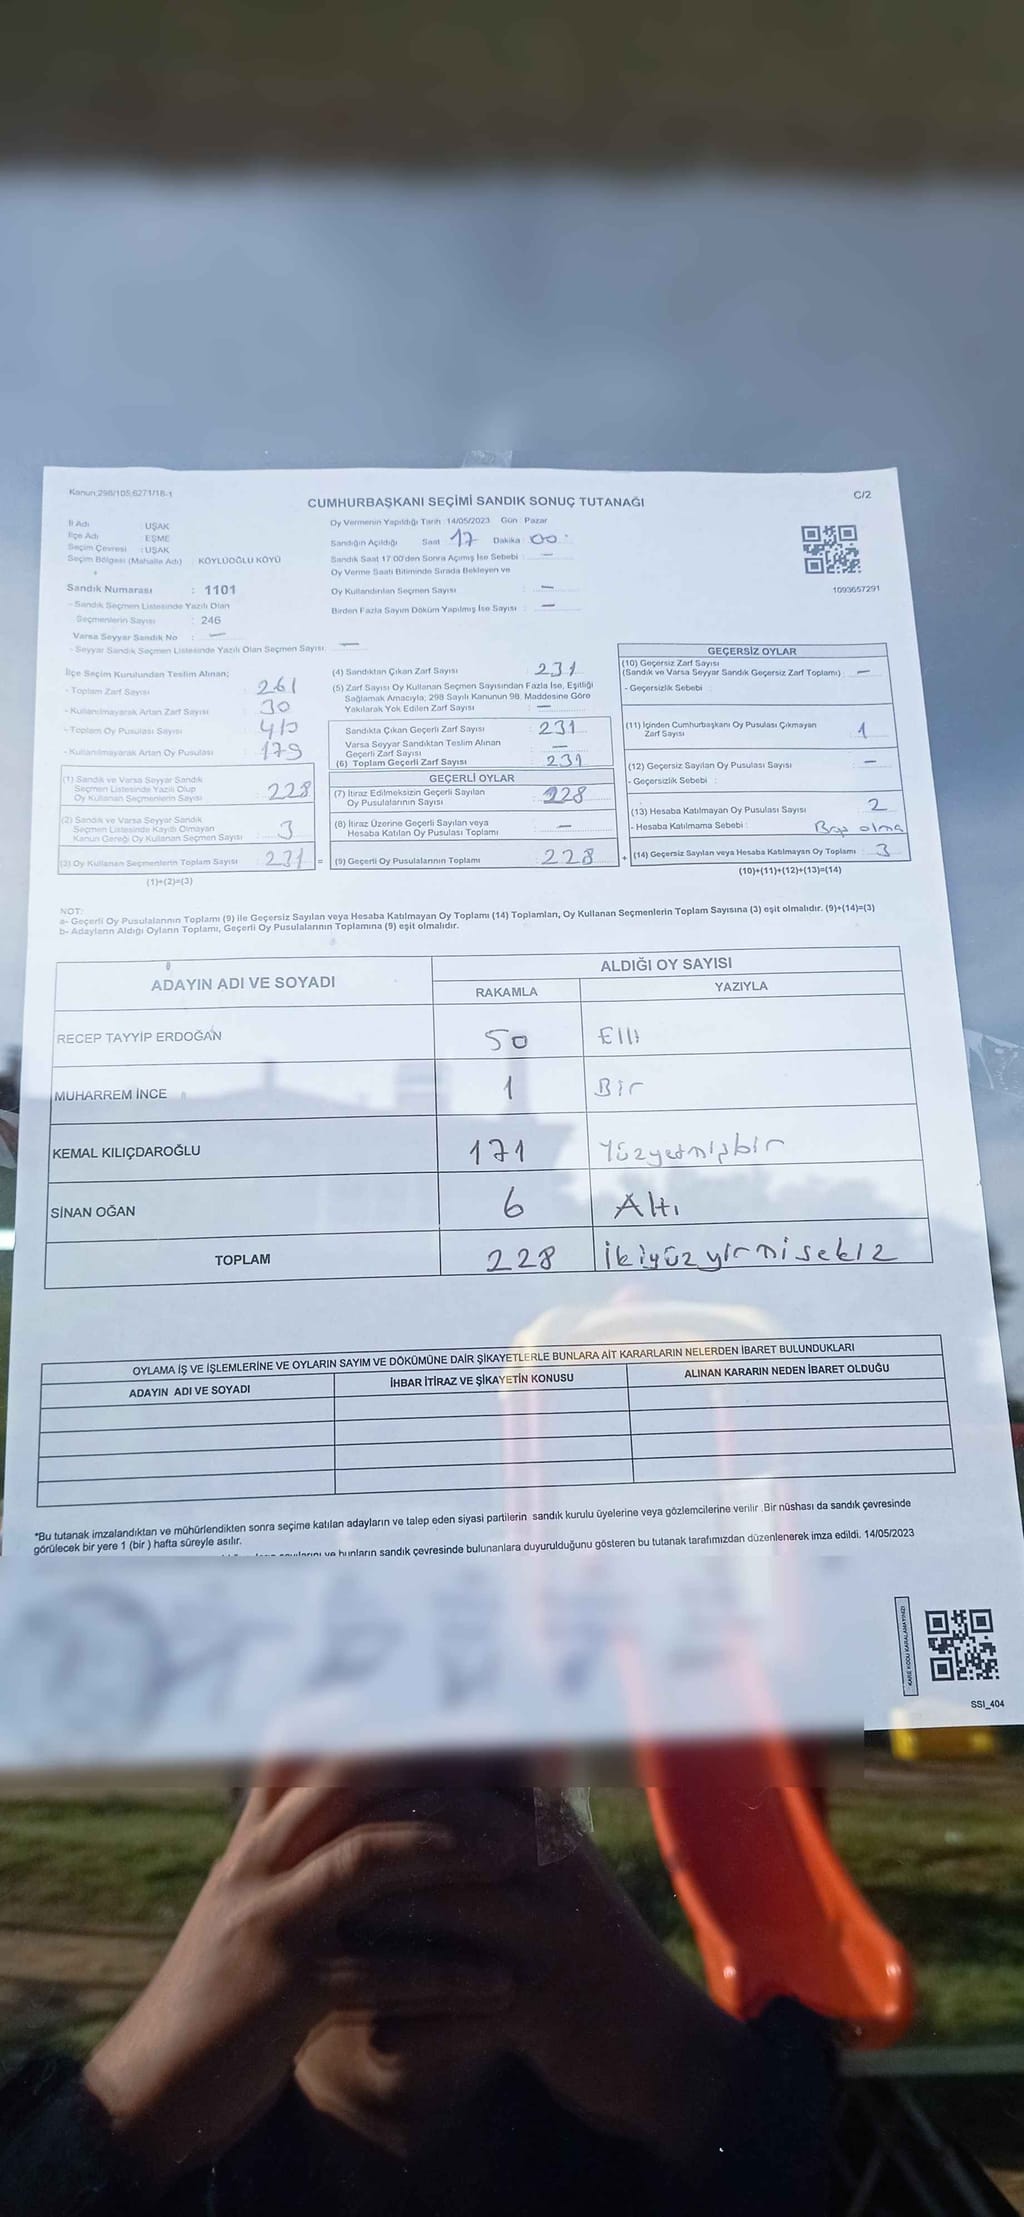 Kanun:298/105,6271/18-1
C/2
CUMHURBAŞKANI SEÇİMİ SANDIK SONUÇ TUTANAĞI
İl Adı : UŞAK
İlçe Adı : EŞME
Seçim Çevresi : UŞAK
Seçim Bölgesi (Mahalle Adı) : KÖYLÜOĞLU KÖYÜ
Sandık Numarası : 1101
- Sandık Seçmen Listesinde Yazılı Olan
Seçmenlerin Sayısı : 246
Varsa Seyyar Sandık No : —
- Seyyar Sandık Seçmen Listesinde Yazılı Olan Seçmen Sayısı: —
Oy Vermenin Yapıldığı Tarih :14/05/2023 Gün : Pazar
Sandığın Açıldığı Saat 17 Dakika : 00
Sandık Saat 17:00'den Sonra Açılmış İse Sebebi : —
Oy Verme Saati Bitiminde Sırada Bekleyen ve
Oy Kullandırılan Seçmen Sayısı : —
Birden Fazla Sayım Döküm Yapılmış İse Sayısı : —
1093657291
İlçe Seçim Kurulundan Teslim Alınan;
- Toplam Zarf Sayısı : 261
- Kullanılmayarak Artan Zarf Sayısı : 30
- Toplam Oy Pusulası Sayısı :
- Kullanılmayarak Artan Oy Pusulası : 179
(1) Sandık ve Varsa Seyyar Sandık
Seçmen Listesinde Yazılı Olup
Oy Kullanan Seçmenlerin Sayısı : 228
(2) Sandık ve Varsa Seyyar Sandık
Seçmen Listesinde Kayıtlı Olmayan
Kanun Gereği Oy Kullanan Seçmen Sayısı : 3
(3) Oy Kullanan Seçmenlerin Toplam Sayısı : 231 =
(1)+(2)=(3)
(4) Sandıktan Çıkan Zarf Sayısı : 231
(5) Zarf Sayısı Oy Kullanan Seçmen Sayısından Fazla İse, Eşitliği
Sağlamak Amacıyla; 298 Sayılı Kanunun 98. Maddesine Göre
Yakılarak Yok Edilen Zarf Sayısı : —
Sandıkta Çıkan Geçerli Zarf Sayısı : 231
Varsa Seyyar Sandıktan Teslim Alınan
Geçerli Zarf Sayısı : —
(6) Toplam Geçerli Zarf Sayısı : 231
GEÇERLİ OYLAR
(7) İtiraz Edilmeksizin Geçerli Sayılan
Oy Pusulalarının Sayısı : 228
(8) İtiraz Üzerine Geçerli Sayılan veya
Hesaba Katılan Oy Pusulası Toplamı : —
(9) Geçerli Oy Pusulalarının Toplamı : 228 +
GEÇERSİZ OYLAR
(10) Geçersiz Zarf Sayısı
(Sandık ve Varsa Seyyar Sandık Geçersiz Zarf Toplamı) : —
- Geçersizlik Sebebi :
(11) İçinden Cumhurbaşkanı Oy Pusulası Çıkmayan
Zarf Sayısı : 1
(12) Geçersiz Sayılan Oy Pusulası Sayısı : —
- Geçersizlik Sebebi :
(13) Hesaba Katılmayan Oy Pusulası Sayısı : 2
- Hesaba Katılmama Sebebi : Boş olma
(14) Geçersiz Sayılan veya Hesaba Katılmayan Oy Toplamı : 3
(10)+(11)+(12)+(13)=(14)
NOT:
a- Geçerli Oy Pusulalarının Toplamı (9) ile Geçersiz Sayılan veya Hesaba Katılmayan Oy Toplamı (14) Toplamları, Oy Kullanan Seçmenlerin Toplam Sayısına (3) eşit olmalıdır. (9)+(14)=(3)
b- Adayların Aldığı Oyların Toplamı, Geçerli Oy Pusulalarının Toplamına (9) eşit olmalıdır.
ADAYIN ADI VE SOYADI
ALDIĞI OY SAYISI
RAKAMLA YAZIYLA
RECEP TAYYİP ERDOĞAN 50 Elli
MUHARREM İNCE 1 Bir
KEMAL KILIÇDAROĞLU 171 Yüzyetmişbir
SİNAN OĞAN 6 Altı
TOPLAM 228 İkiyüzyirmisekiz
OYLAMA İŞ VE İŞLEMLERİNE VE OYLARIN SAYIM VE DÖKÜMÜNE DAİR ŞİKAYETLERLE BUNLARA AİT KARARLARIN NELERDEN İBARET BULUNDUKLARI
ADAYIN ADI VE SOYADI İHBAR İTİRAZ VE ŞİKAYETİN KONUSU ALINAN KARARIN NEDEN İBARET OLDUĞU
*Bu tutanak imzalandıktan ve mühürlendikten sonra seçime katılan adayların ve talep eden siyasi partilerin sandık kurulu üyelerine veya gözlemcilerine verilir .Bir nüshası da sandık çevresinde
görülecek bir yere 1 (bir ) hafta süreyle asılır.
ve bunların sandık çevresinde bulunanlara duyurulduğunu gösteren bu tutanak tarafımızdan düzenlenerek imza edildi. 14/05/2023
KARE KODU KARALAMAYINIZ!
SSI_404